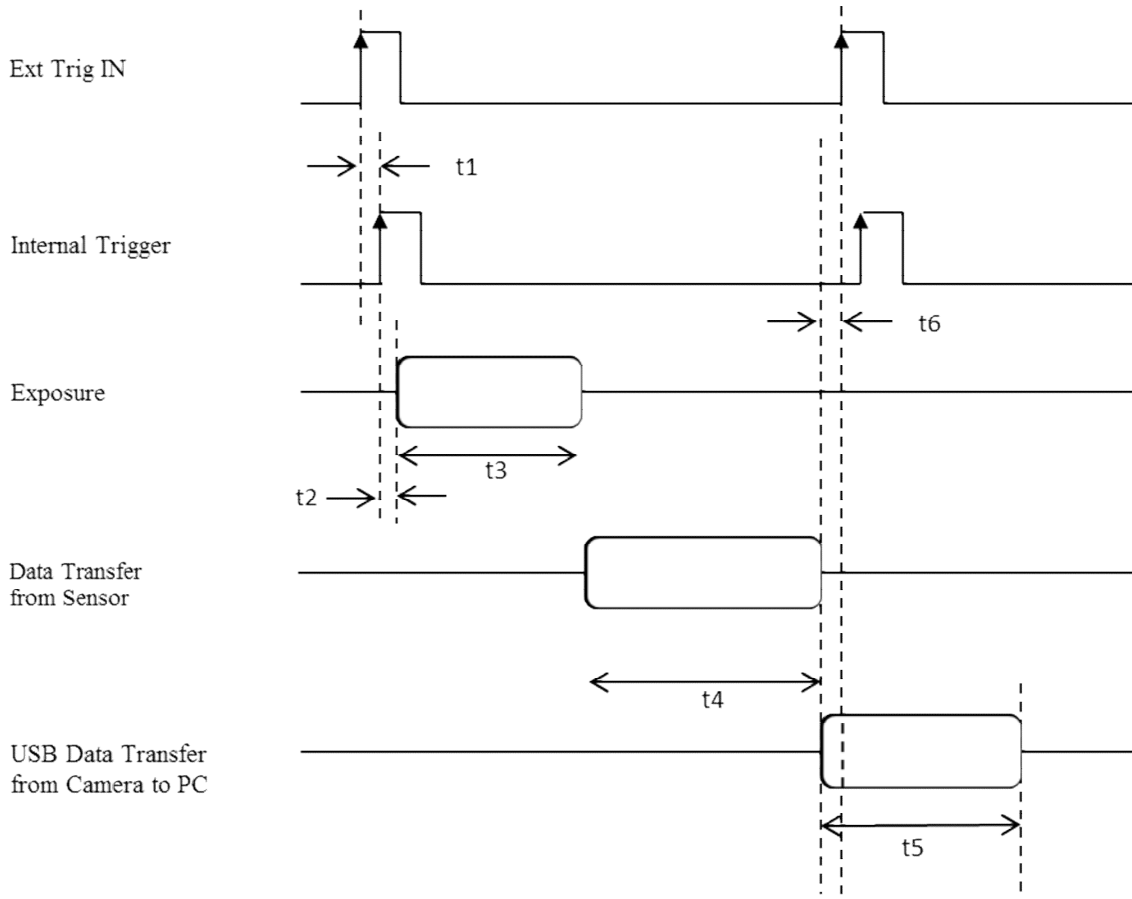 Ext Trig IN
t1
Internal Trigger
t6
Exposure
t3
t2
Data Transfer
from Sensor
t4
USB Data Transfer
from Camera to PC
t5